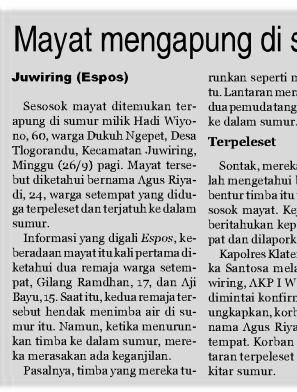 Mayat mengapung di s
Juwiring (Espos)
Sesosok mayat ditemukan ter-
apung di sumur milik Hadi Wiyo-
no, 60, warga Dukuh Ngepet, Desa
Tlogorandu, Kecamatan Juwiring,
Minggu (26/9) pagi. Mayat terse-
but diketahui bernama Agus Riya-
di, 24, warga setempat yang didu-
ga terpeleset dan terjatuh ke dalam
sumur.
Informasi yang digali Espos, ke-
beradaan mayat itu kali pertama di-
ketahui dua remaja warga setem-
pat, Gilang Ramdhan, 17, dan Aji
Bayu, 15. Saat itu, kedua remaja ter-
sebut hendak menimba air di su-
mur itu. Namun, ketika menurun-
kan timba ke dalam sumur, mere-
ka merasakan ada keganjilan.
Pasalnya, timba yang mereka tu-
runkan seperti m
tu. Lantaran mer
dua pemuda tang
ke dalam sumur.
Terpeleset
Sontak, merek
lah mengetahui b
bentur timba itu
sosok mayat. Ke
beritahukan kep
pat dan dilapork
Kapolres Klate
ka Santosa mela
wiring, AKP I W
dimintai konfirm
ungkapkan, korb
nama Agus Riya
tempat. Korban
taran terpeleset
kitar sumur.